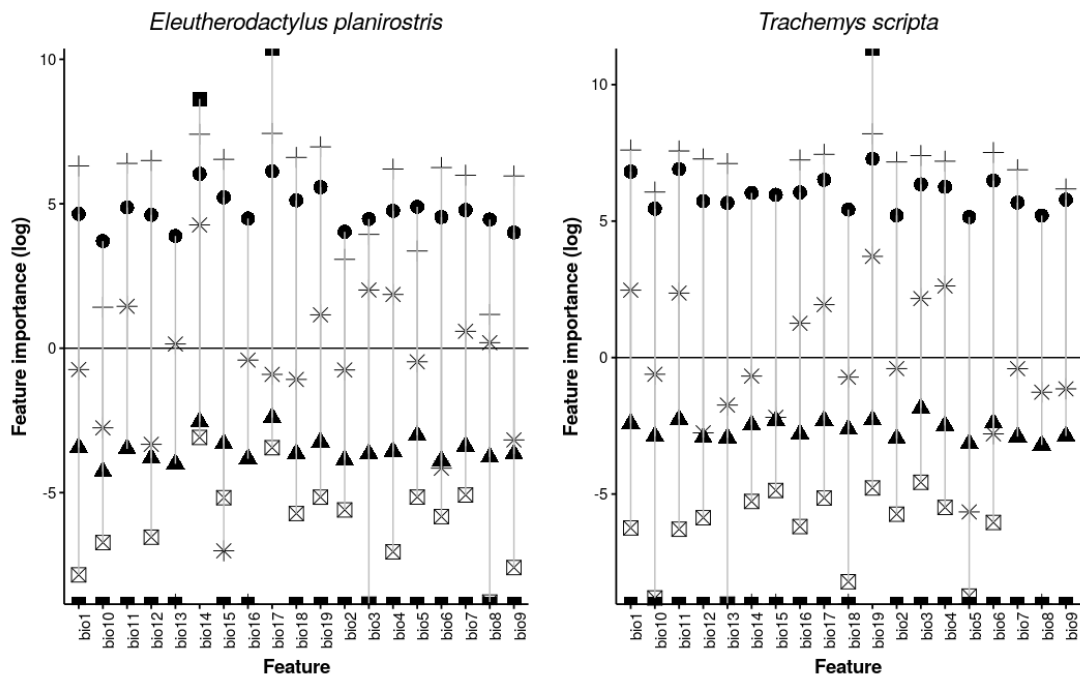 Eleutherodactylus planirostris
Trachemys scripta
Feature importance (log)
10
5
0
-5
bio1
bio10
bio11
bio12
bio13
bio14
bio15
bio16
bio17
bio18
bio19
bio2
bio3
bio4
bio5
bio6
bio7
bio8
bio9
Feature
Feature importance (log)
10
5
0
-5
bio1
bio10
bio11
bio12
bio13
bio14
bio15
bio16
bio17
bio18
bio19
bio2
bio3
bio4
bio5
bio6
bio7
bio8
bio9
Feature